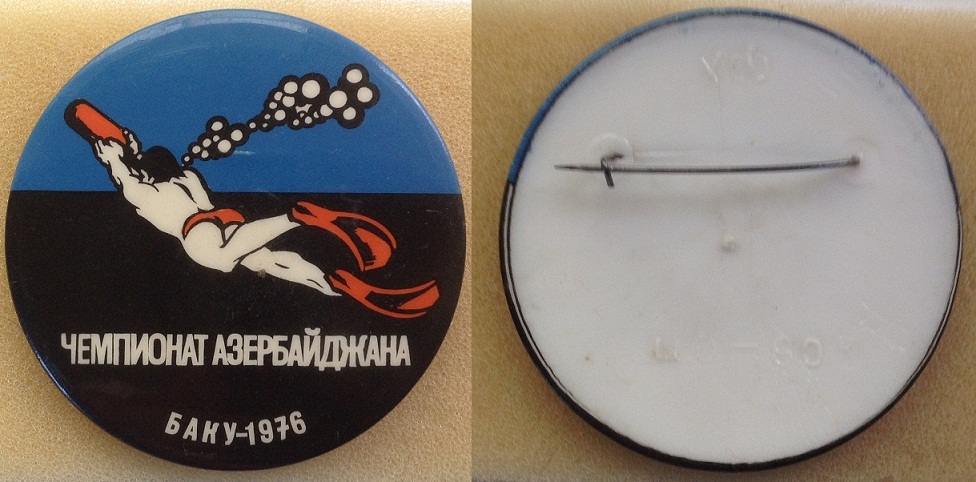 ЧЕМПИОНАТ АЗЕРБАЙДЖАНА
БАКУ-1976